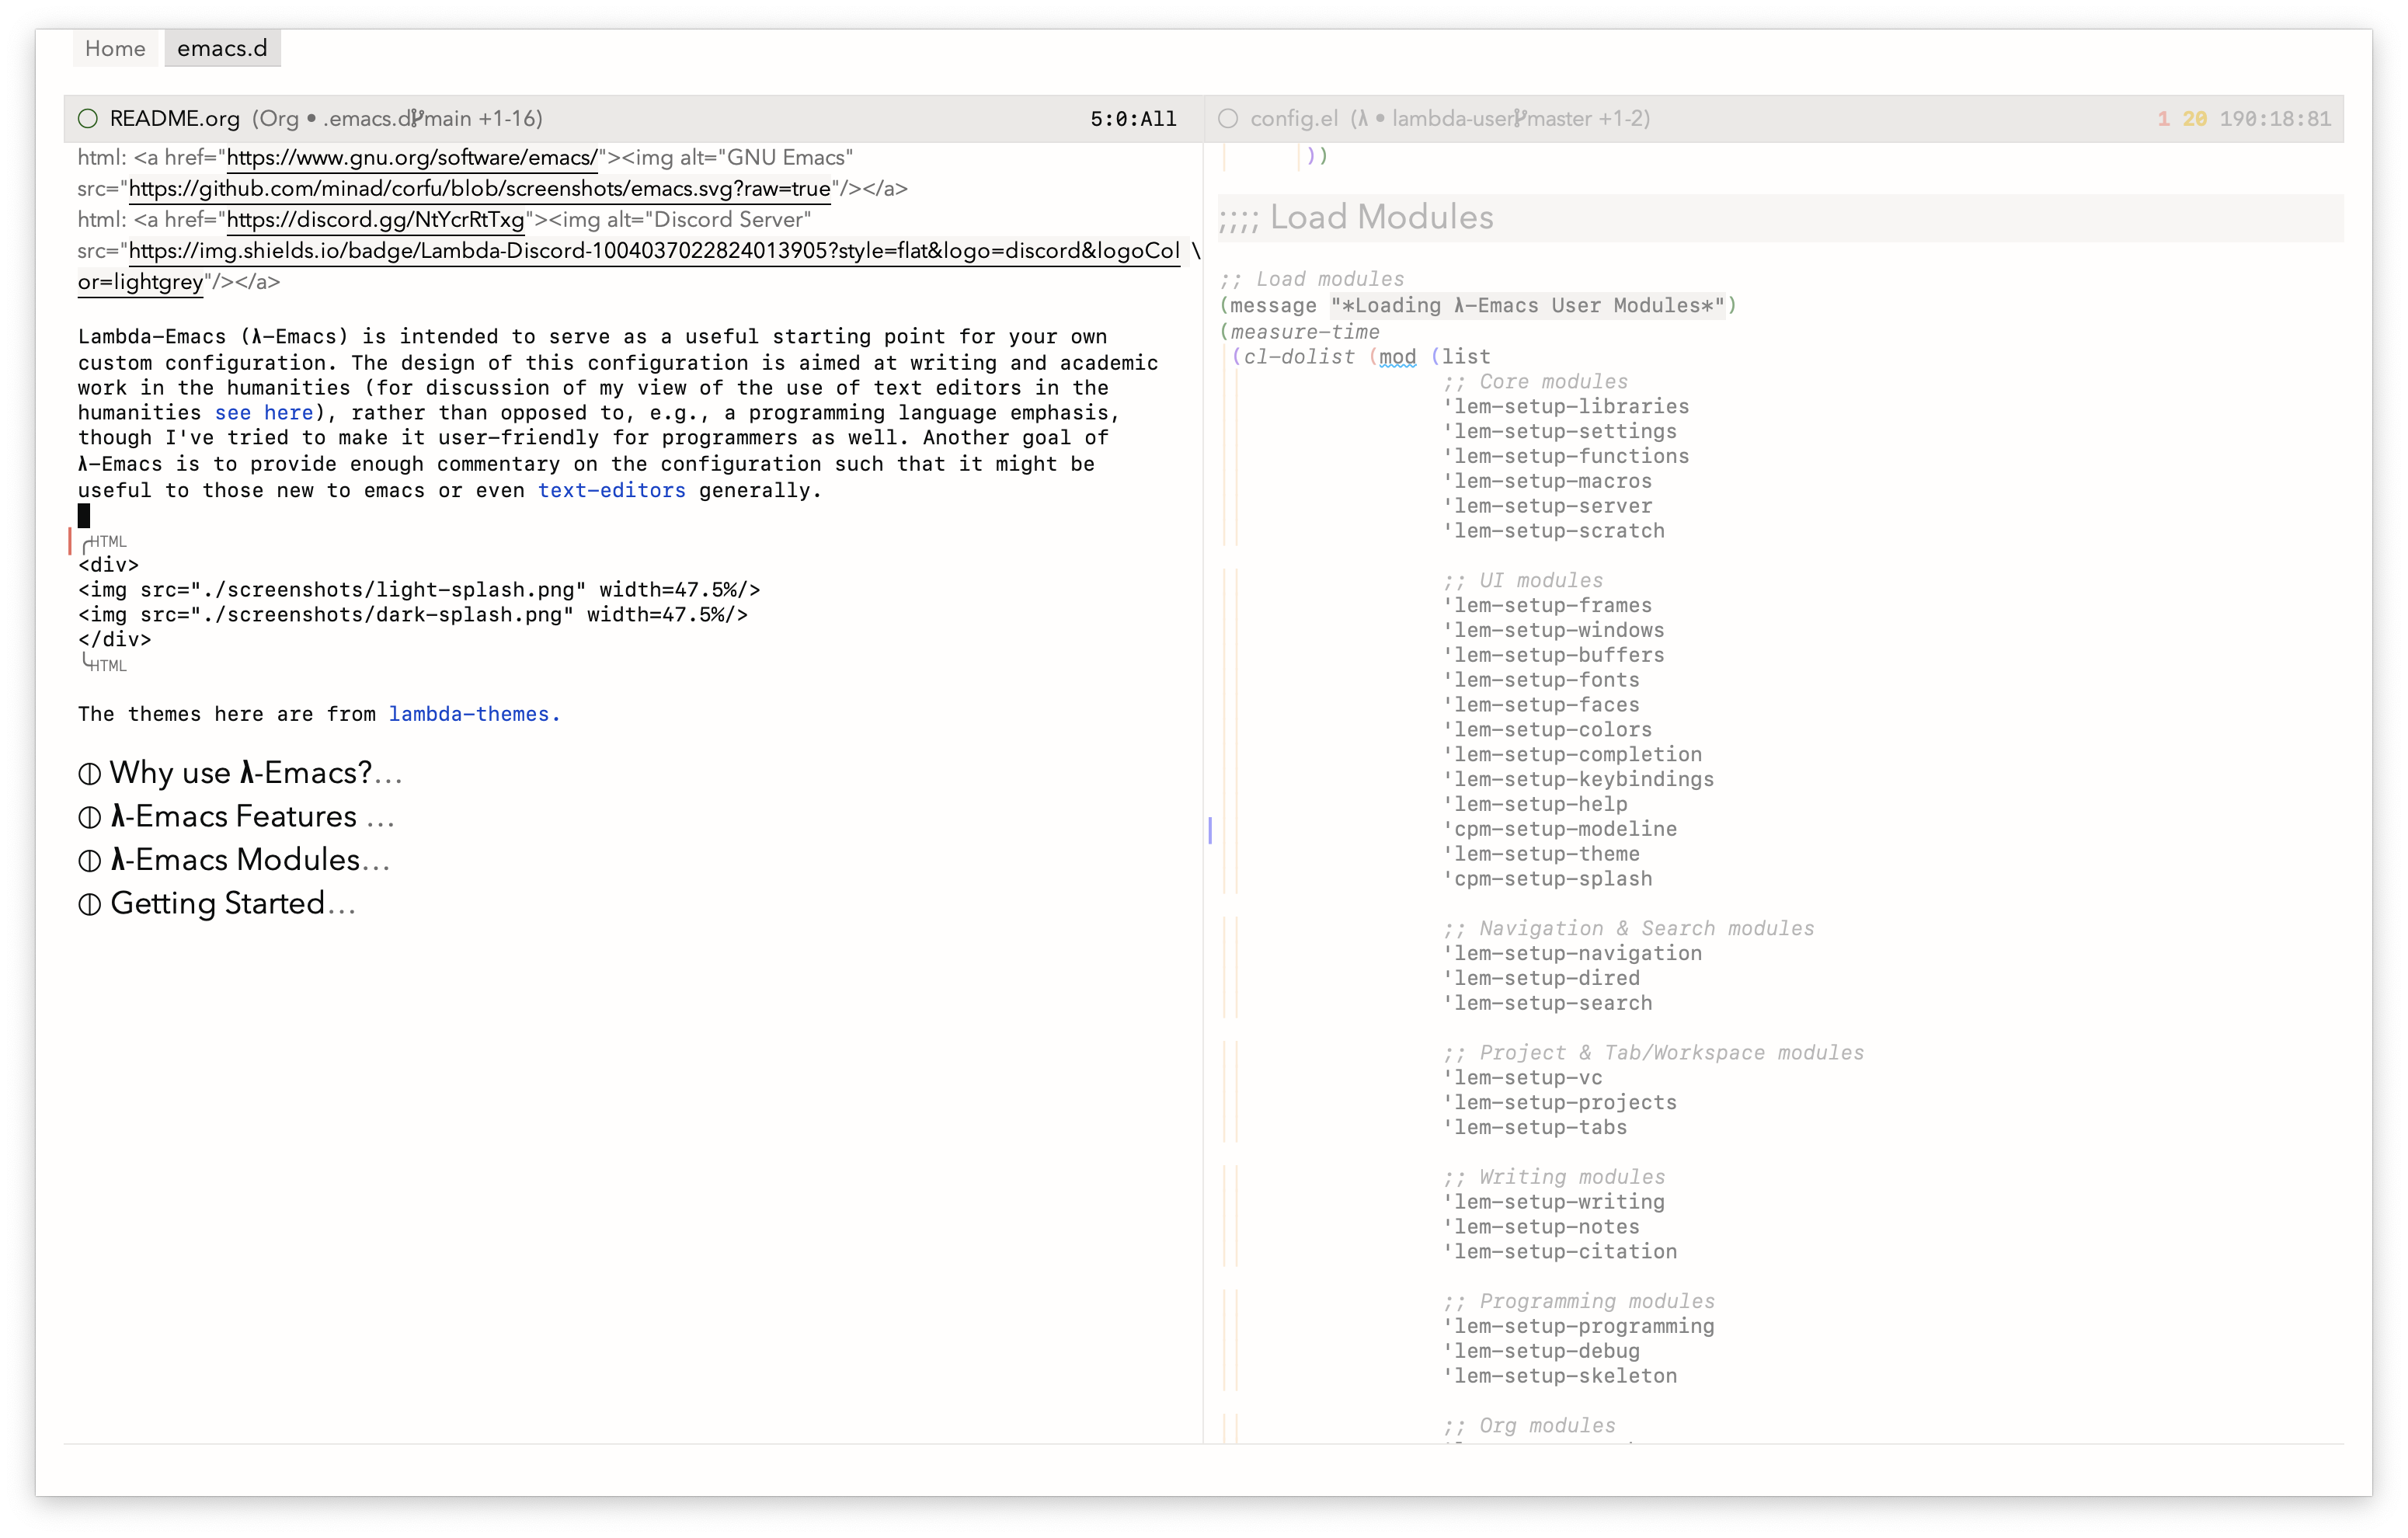 Home emacs.d
README.org (Org • .emacs.d main +1-16) 5:0:All
html: <a href="https://www.gnu.org/software/emacs/"><img alt="GNU Emacs"
src="https://github.com/minad/corfu/blob/screenshots/emacs.svg?raw=true"/></a>
html: <a href="https://discord.gg/NtYcrRtTxg"><img alt="Discord Server"
src="https://img.shields.io/badge/Lambda-Discord-1004037022824013905?style=flat&logo=discord&logoCol \
or=lightgrey"/></a>
Lambda-Emacs (λ-Emacs) is intended to serve as a useful starting point for your own
custom configuration. The design of this configuration is aimed at writing and academic
work in the humanities (for discussion of my view of the use of text editors in the
humanities see here), rather than opposed to, e.g., a programming language emphasis,
though I've tried to make it user-friendly for programmers as well. Another goal of
λ-Emacs is to provide enough commentary on the configuration such that it might be
useful to those new to emacs or even text-editors generally.
HTML
<div>
<img src="./screenshots/light-splash.png" width=47.5%/>
<img src="./screenshots/dark-splash.png" width=47.5%/>
</div>
HTML
The themes here are from lambda-themes.
Why use λ-Emacs?...
λ-Emacs Features ...
λ-Emacs Modules...
Getting Started...
config.el (λ • lambda-user master +1-2) 1 20 190:18:81
))
;;;; Load Modules
;; Load modules
(message "*Loading λ-Emacs User Modules*")
(measure-time
(cl-dolist (mod (list
;; Core modules
'lem-setup-libraries
'lem-setup-settings
'lem-setup-functions
'lem-setup-macros
'lem-setup-server
'lem-setup-scratch
;; UI modules
'lem-setup-frames
'lem-setup-windows
'lem-setup-buffers
'lem-setup-fonts
'lem-setup-faces
'lem-setup-colors
'lem-setup-completion
'lem-setup-keybindings
'lem-setup-help
'cpm-setup-modeline
'lem-setup-theme
'cpm-setup-splash
;; Navigation & Search modules
'lem-setup-navigation
'lem-setup-dired
'lem-setup-search
;; Project & Tab/Workspace modules
'lem-setup-vc
'lem-setup-projects
'lem-setup-tabs
;; Writing modules
'lem-setup-writing
'lem-setup-notes
'lem-setup-citation
;; Programming modules
'lem-setup-programming
'lem-setup-debug
'lem-setup-skeleton
;; Org modules